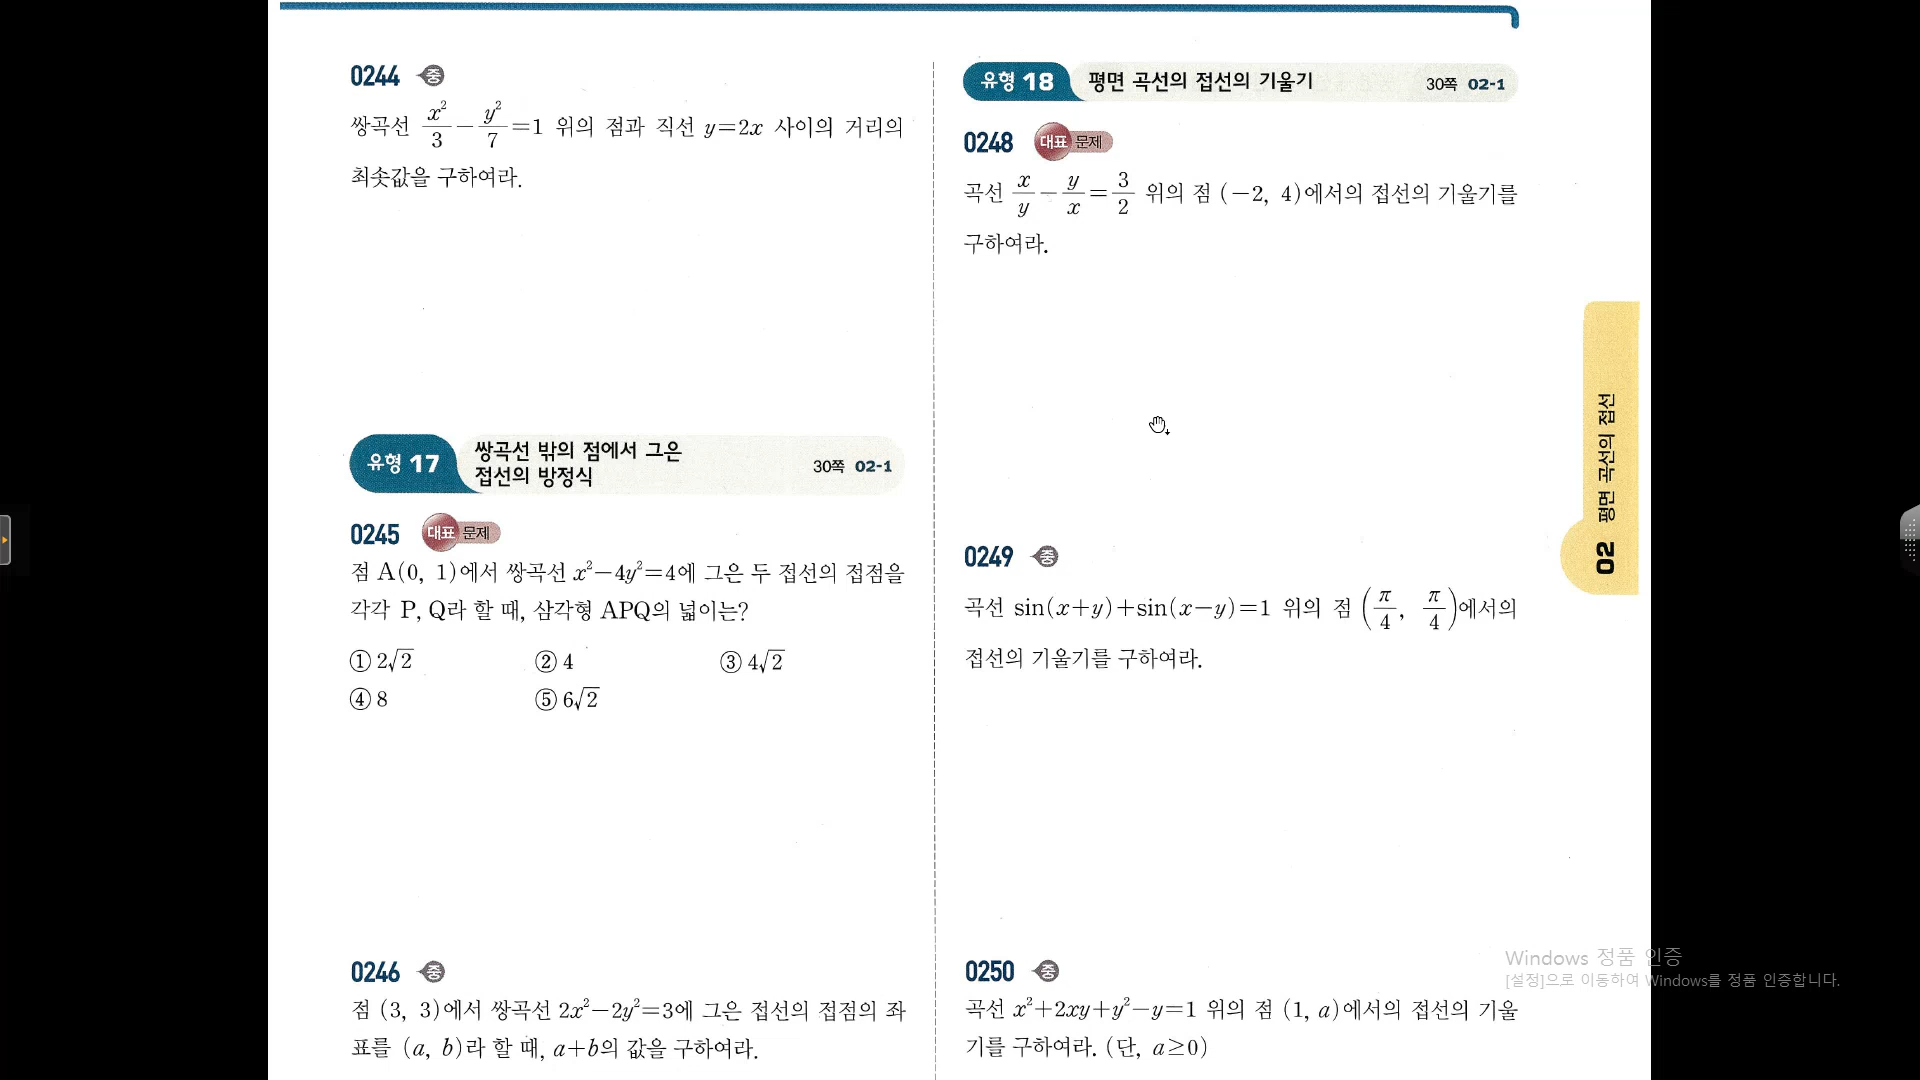 0244 중
쌍곡선 x²/3 - y²/7 = 1 위의 점과 직선 y=2x 사이의 거리의
최솟값을 구하여라.
유형 17 쌍곡선 밖의 점에서 그은
접선의 방정식 30쪽 02-1
0245 대표 문제
점 A(0, 1)에서 쌍곡선 x²-4y²=4에 그은 두 접선의 접점을
각각 P, Q라 할 때, 삼각형 APQ의 넓이는?
① 2√2 ② 4 ③ 4√2
④ 8 ⑤ 6√2
0246 중
점 (3, 3)에서 쌍곡선 2x²-2y²=3에 그은 접선의 접점의 좌
표를 (a, b)라 할 때, a+b의 값을 구하여라.
유형 18 평면 곡선의 접선의 기울기 30쪽 02-1
0248 대표 문제
곡선 x/y - y/x = 3/2 위의 점 (-2, 4)에서의 접선의 기울기를
구하여라.
0249 중
곡선 sin(x+y)+sin(x-y)=1 위의 점 (π/4, π/4)에서의
접선의 기울기를 구하여라.
0250 중
곡선 x²+2xy+y²-y=1 위의 점 (1, a)에서의 접선의 기울
기를 구하여라. (단, a≥0)
02 평면 곡선의 접선
Windows 정품 인증
[설정]으로 이동하여 Windows를 정품 인증합니다.